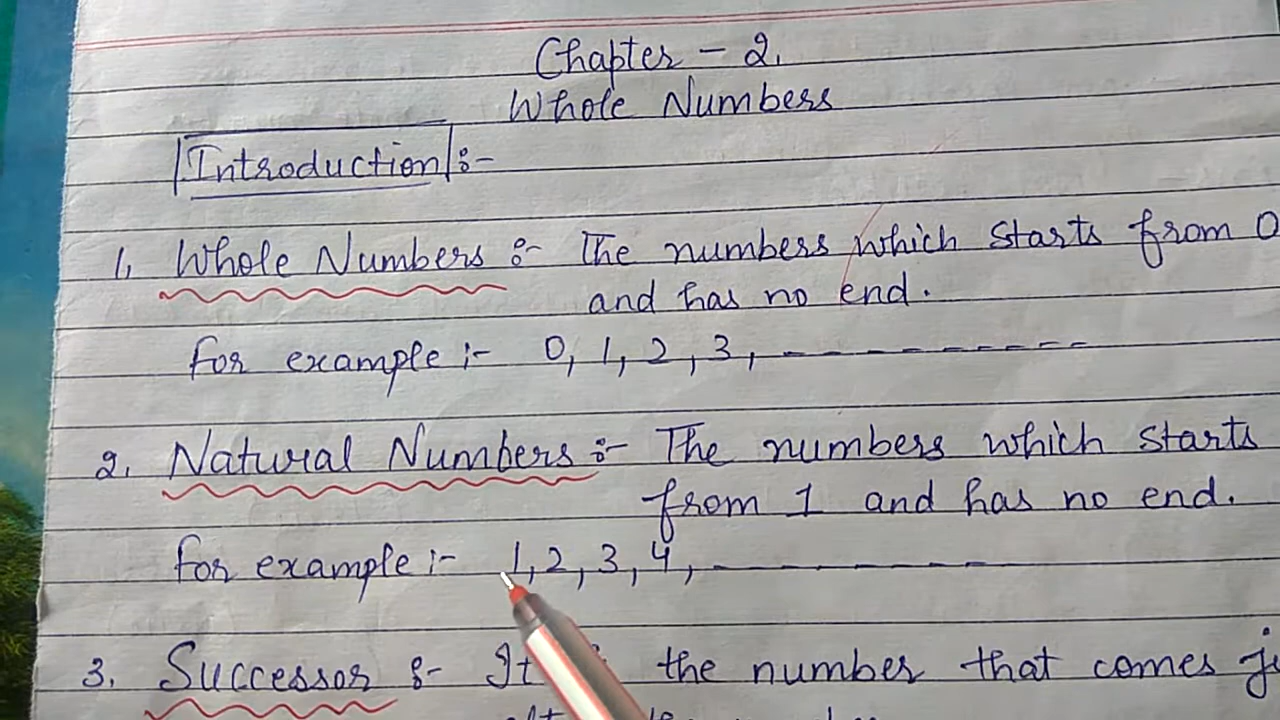 Chapter - 2.
Whole Numbers
Introduction :-
1. Whole Numbers :- The numbers which starts from 0
and has no end.
for example :- 0, 1, 2, 3, ----------
2. Natural Numbers :- The numbers which starts
from 1 and has no end.
for example :- 1, 2, 3, 4, ---------
3. Successor :- It the number that comes